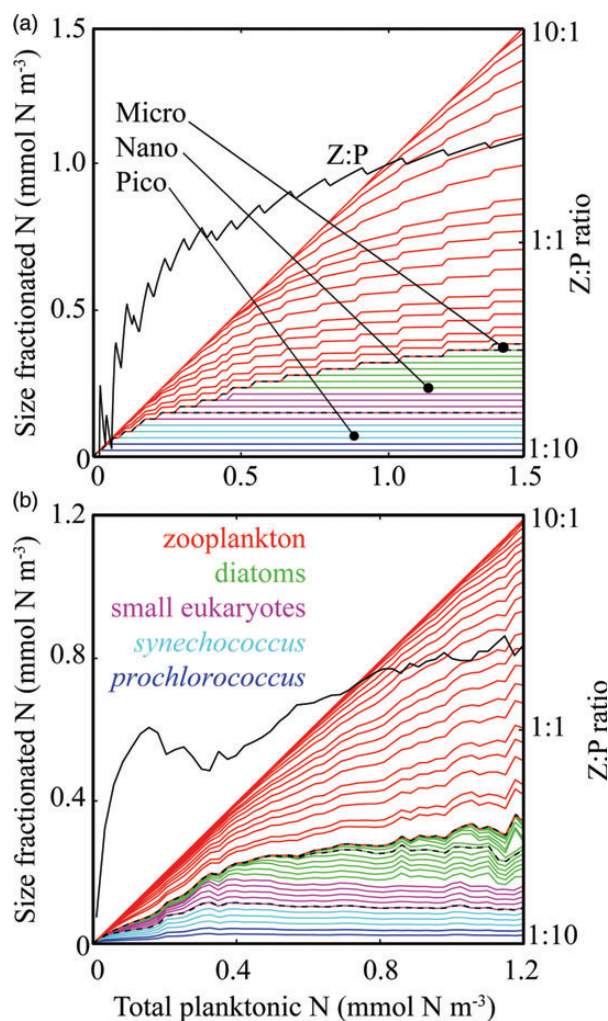 (a)
1.5
10:1
Micro
Nano
Z:P
Pico
1.0
Size fractionated N (mmol N m⁻³)
1:1
Z:P ratio
0.5
0
1:10
0
0.5
1.0
1.5
(b)
1.2
10:1
zooplankton
diatoms
small eukaryotes
synechococcus
prochlorococcus
0.8
Size fractionated N (mmol N m⁻³)
1:1
Z:P ratio
0.4
0
1:10
0
0.4
0.8
1.2
Total planktonic N (mmol N m⁻³)